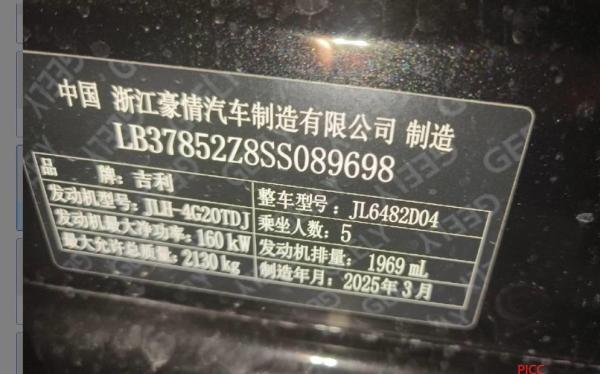 中国 浙江豪情汽车制造有限公司 制造
LB37852Z8SS089698
品 牌：吉利
整车型号：JL6482D04
发动机型号：JLH-4G20TDJ
乘坐人数：5
发动机最大净功率：160 kW
发动机排量：1969 mL
最大允许总质量：2130 kg
制造年月：2025年3月
GEELY
PICC